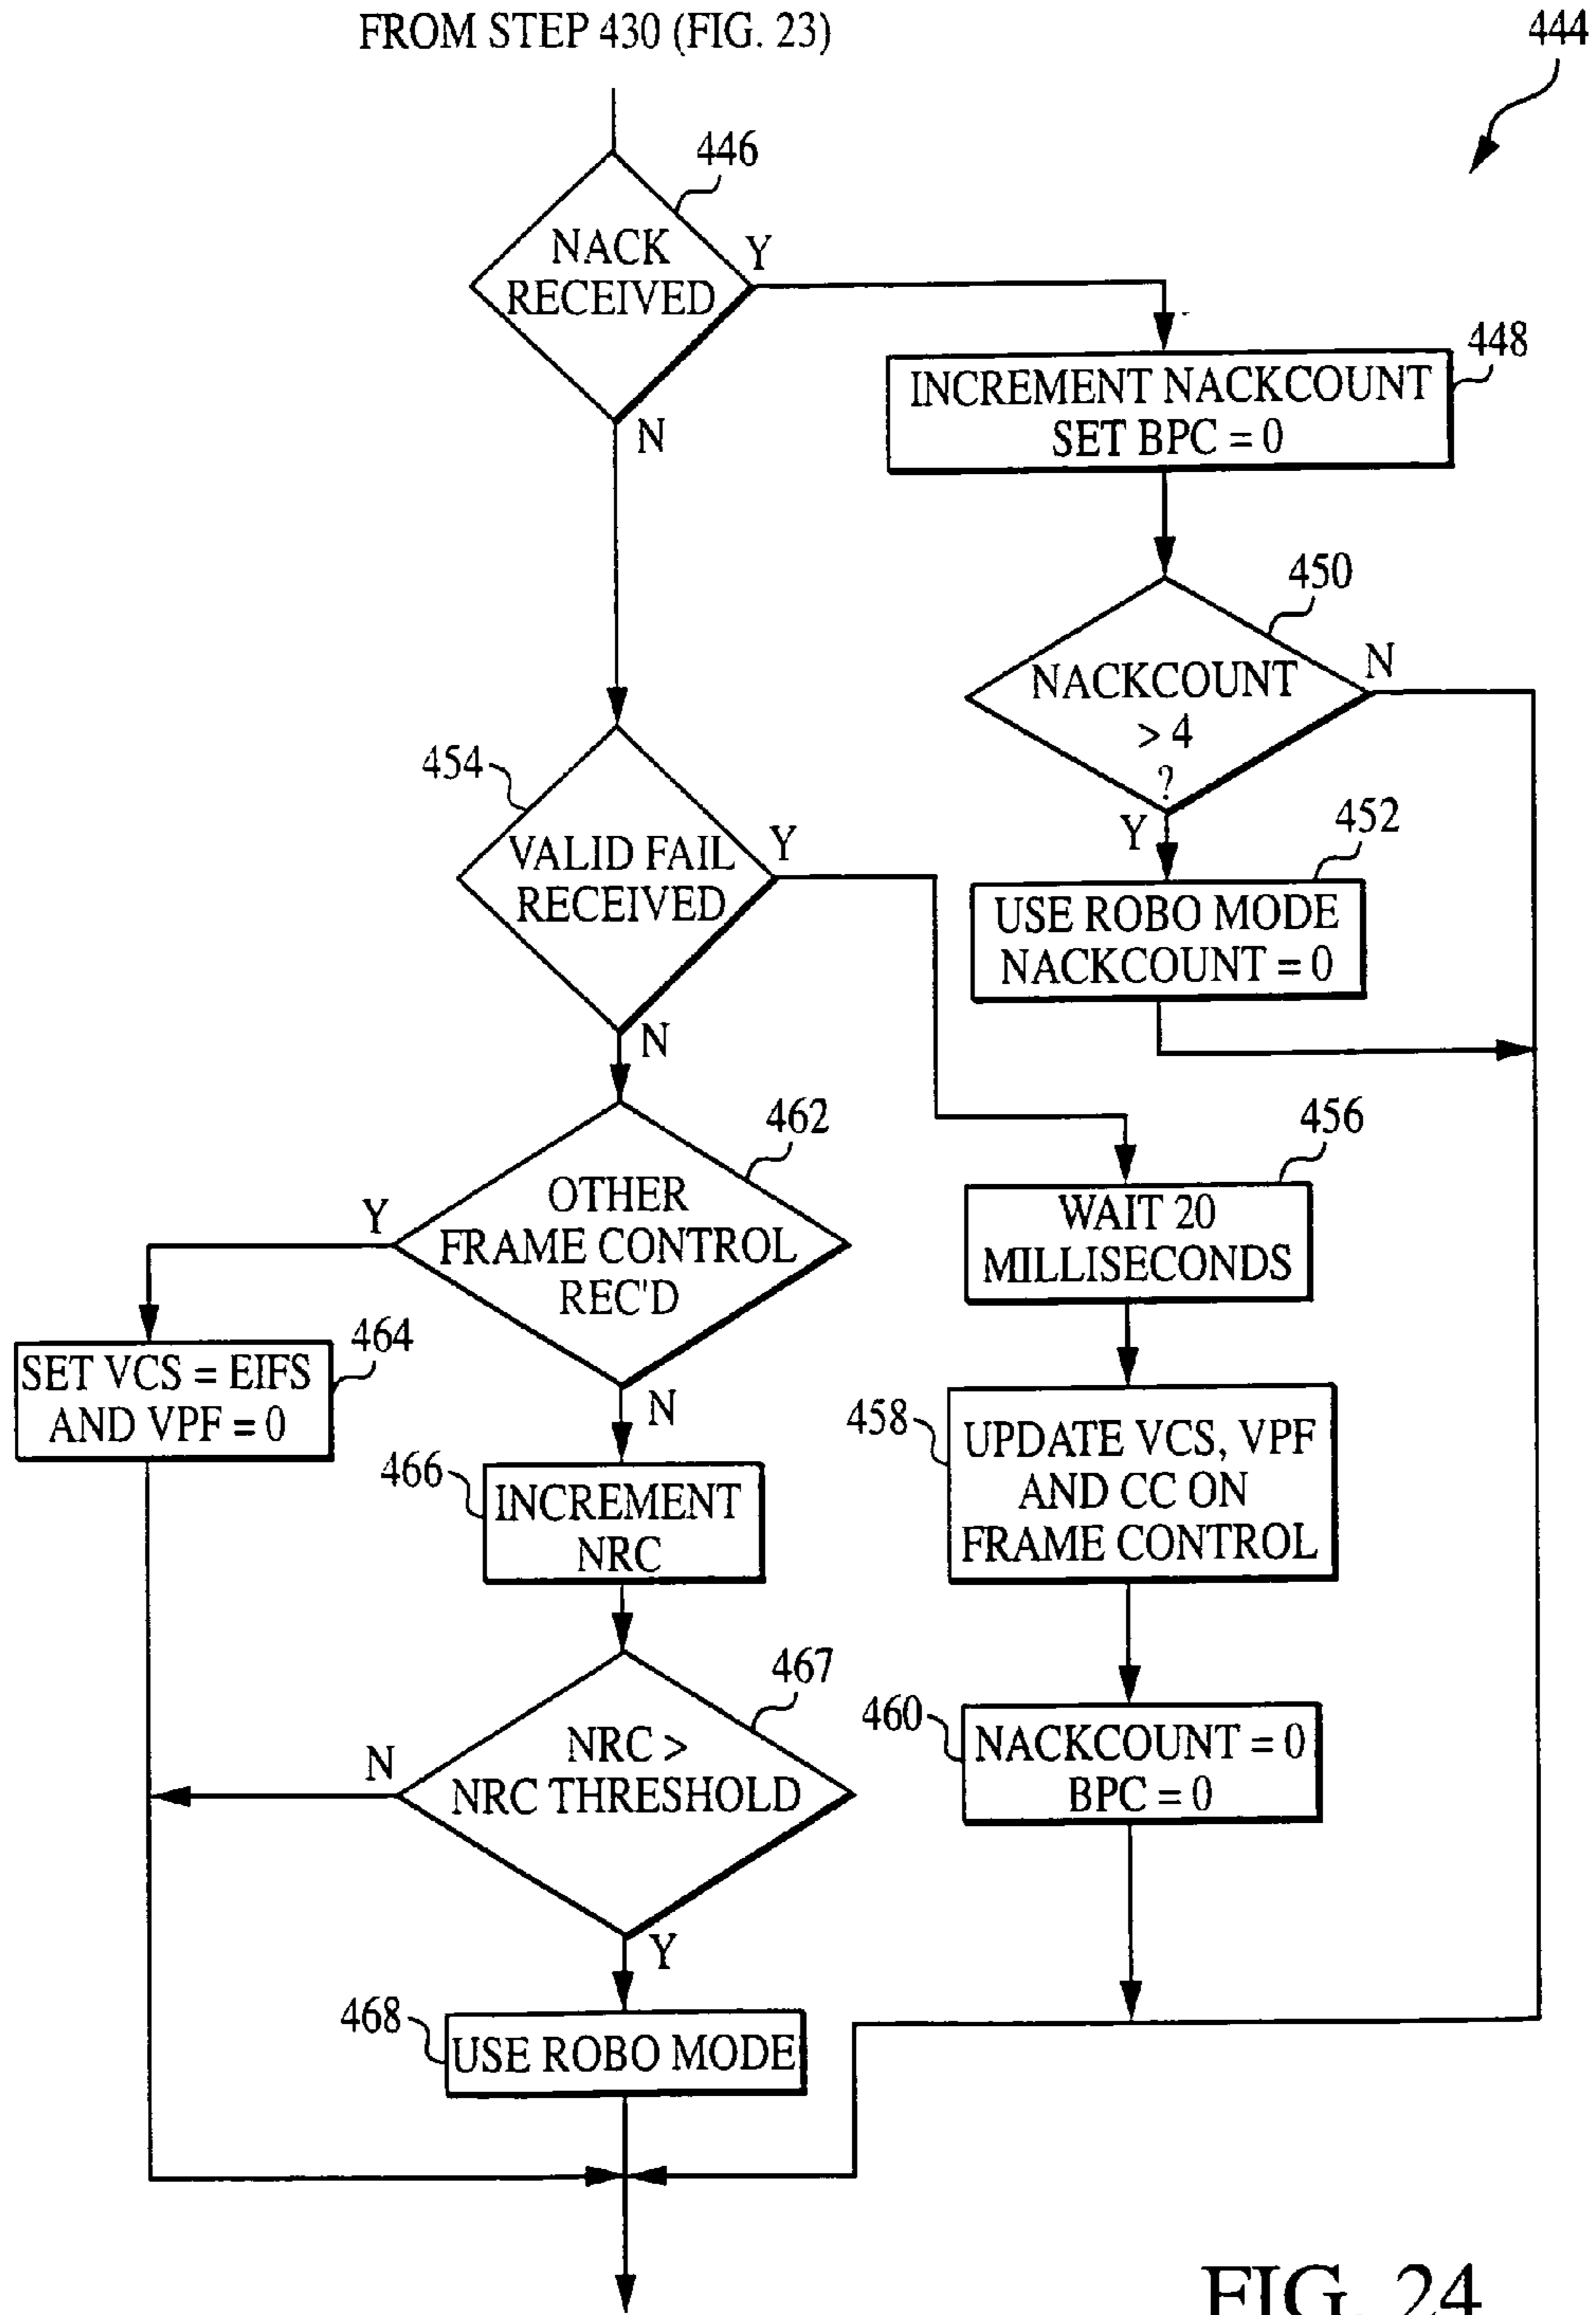 FROM STEP 430 (FIG. 23)
444
446
NACK
RECEIVED
Y
N
448
INCREMENT NACKCOUNT
SET BPC = 0
450
NACKCOUNT
> 4
?
N
Y
452
USE ROBO MODE
NACKCOUNT = 0
454
VALID FAIL
RECEIVED
Y
N
456
WAIT 20
MILLISECONDS
458
UPDATE VCS, VPF
AND CC ON
FRAME CONTROL
460
NACKCOUNT = 0
BPC = 0
462
OTHER
FRAME CONTROL
REC'D
Y
N
464
SET VCS = EIFS
AND VPF = 0
466
INCREMENT
NRC
467
NRC >
NRC THRESHOLD
N
Y
468
USE ROBO MODE
FIG. 24